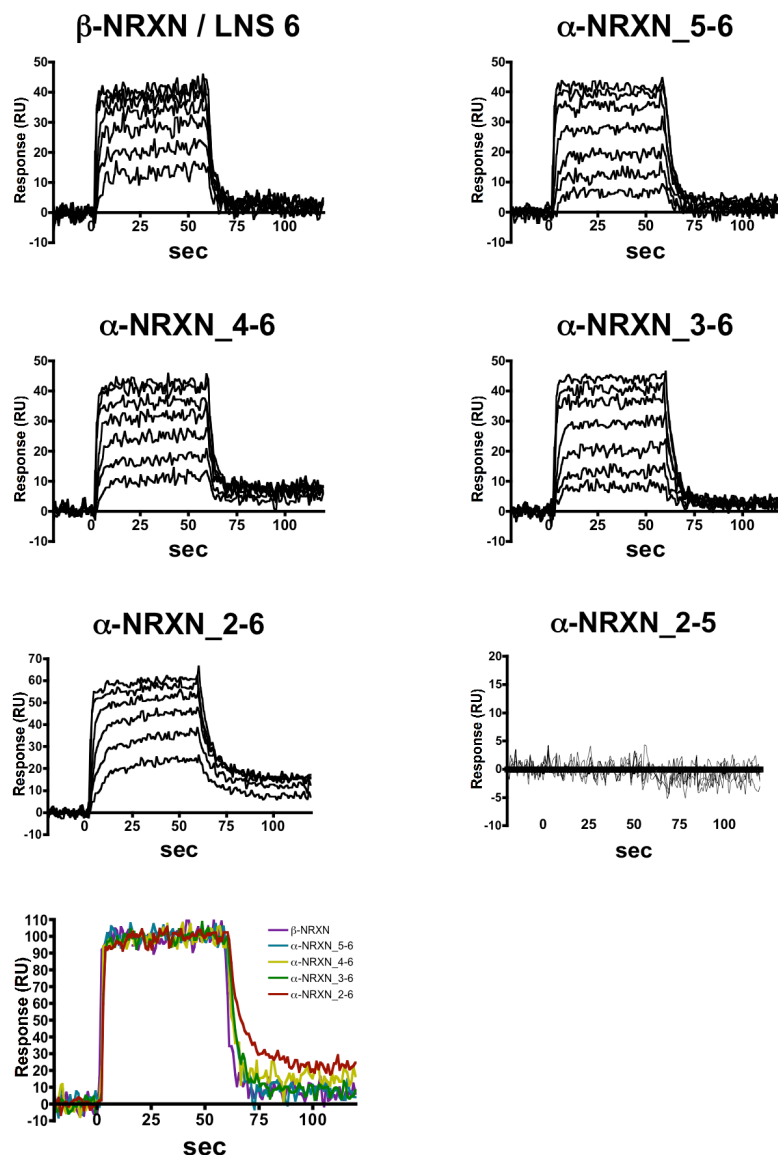 β-NRXN / LNS 6
50
40
30
20
10
0
-10
Response (RU)
0 25 50 75 100
sec
α-NRXN_5-6
50
40
30
20
10
0
-10
Response (RU)
0 25 50 75 100
sec
α-NRXN_4-6
50
40
30
20
10
0
-10
Response (RU)
0 25 50 75 100
sec
α-NRXN_3-6
50
40
30
20
10
0
-10
Response (RU)
0 25 50 75 100
sec
α-NRXN_2-6
70
60
50
40
30
20
10
0
-10
Response (RU)
0 25 50 75 100
sec
α-NRXN_2-5
20
15
10
5
0
-5
-10
Response (RU)
0 25 50 75 100
sec
110
100
90
80
70
60
50
40
30
20
10
0
-10
Response (RU)
β-NRXN
α-NRXN_5-6
α-NRXN_4-6
α-NRXN_3-6
α-NRXN_2-6
0 25 50 75 100
sec